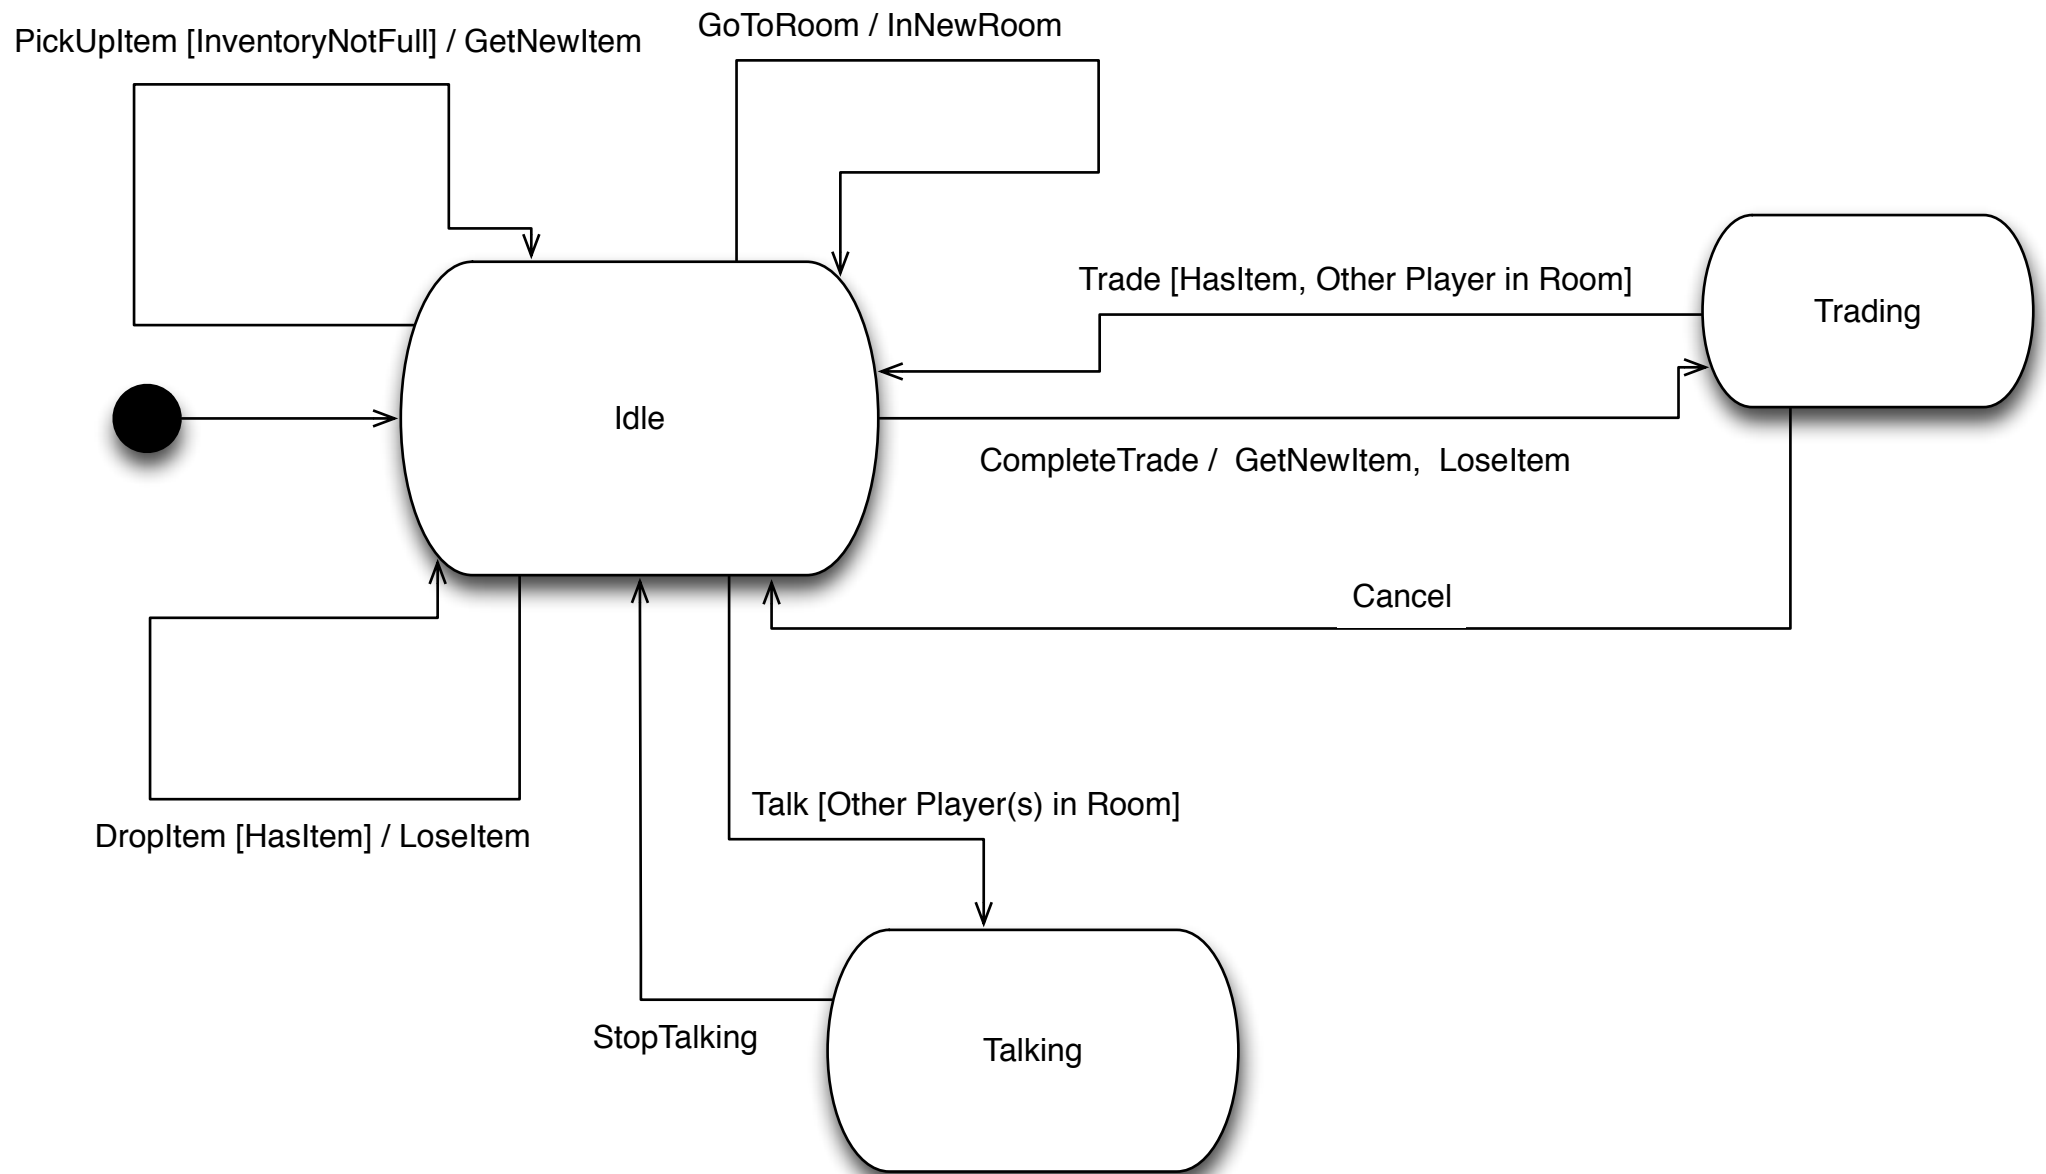 GoToRoom / InNewRoom
PickUpItem [InventoryNotFull] / GetNewItem
Trade [HasItem, Other Player in Room]
Trading
Idle
CompleteTrade /  GetNewItem,  LoseItem
Cancel
Talk [Other Player(s) in Room]
DropItem [HasItem] / LoseItem
StopTalking
Talking